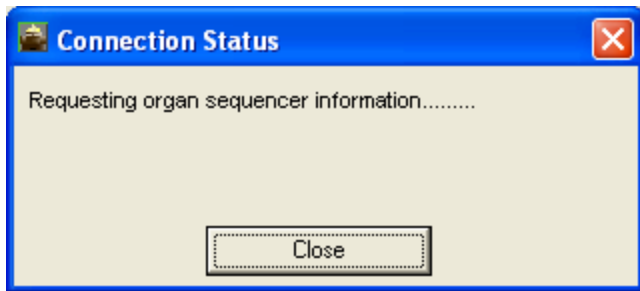 Connection Status
Requesting organ sequencer information.........
Close